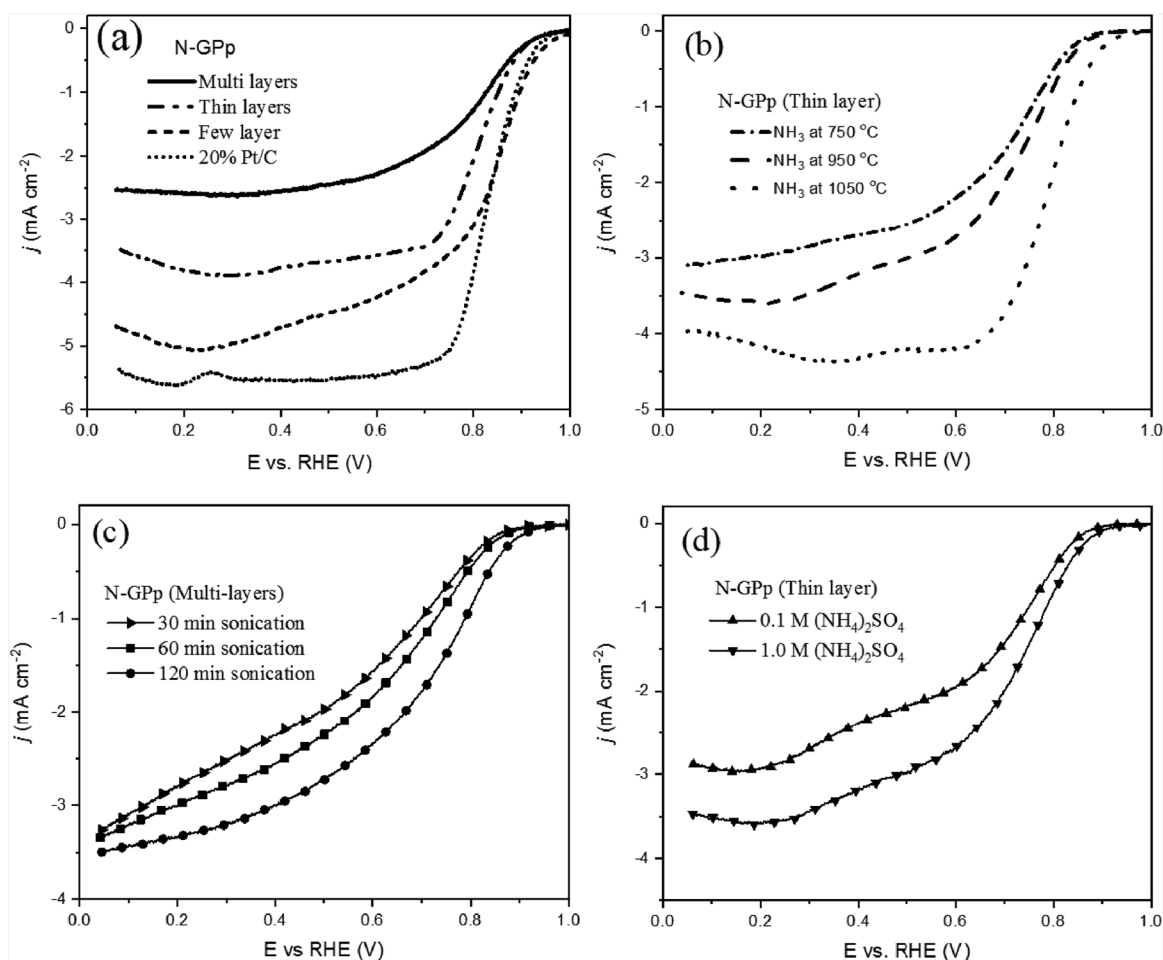 (a)
N-GPp
Multi layers
Thin layers
Few layer
20% Pt/C
0
-1
-2
-3
-4
-5
-6
j (mA cm⁻²)
0.0 0.2 0.4 0.6 0.8 1.0
E vs. RHE (V)
(b)
N-GPp (Thin layer)
NH₃ at 750 °C
NH₃ at 950 °C
NH₃ at 1050 °C
0
-1
-2
-3
-4
-5
j (mA cm⁻²)
0.0 0.2 0.4 0.6 0.8 1.0
E vs. RHE (V)
(c)
N-GPp (Multi-layers)
30 min sonication
60 min sonication
120 min sonication
0
-1
-2
-3
-4
j (mA cm⁻²)
0.0 0.2 0.4 0.6 0.8 1.0
E vs RHE (V)
(d)
N-GPp (Thin layer)
0.1 M (NH₄)₂SO₄
1.0 M (NH₄)₂SO₄
0
-1
-2
-3
-4
j (mA cm⁻²)
0.0 0.2 0.4 0.6 0.8 1.0
E vs. RHE (V)